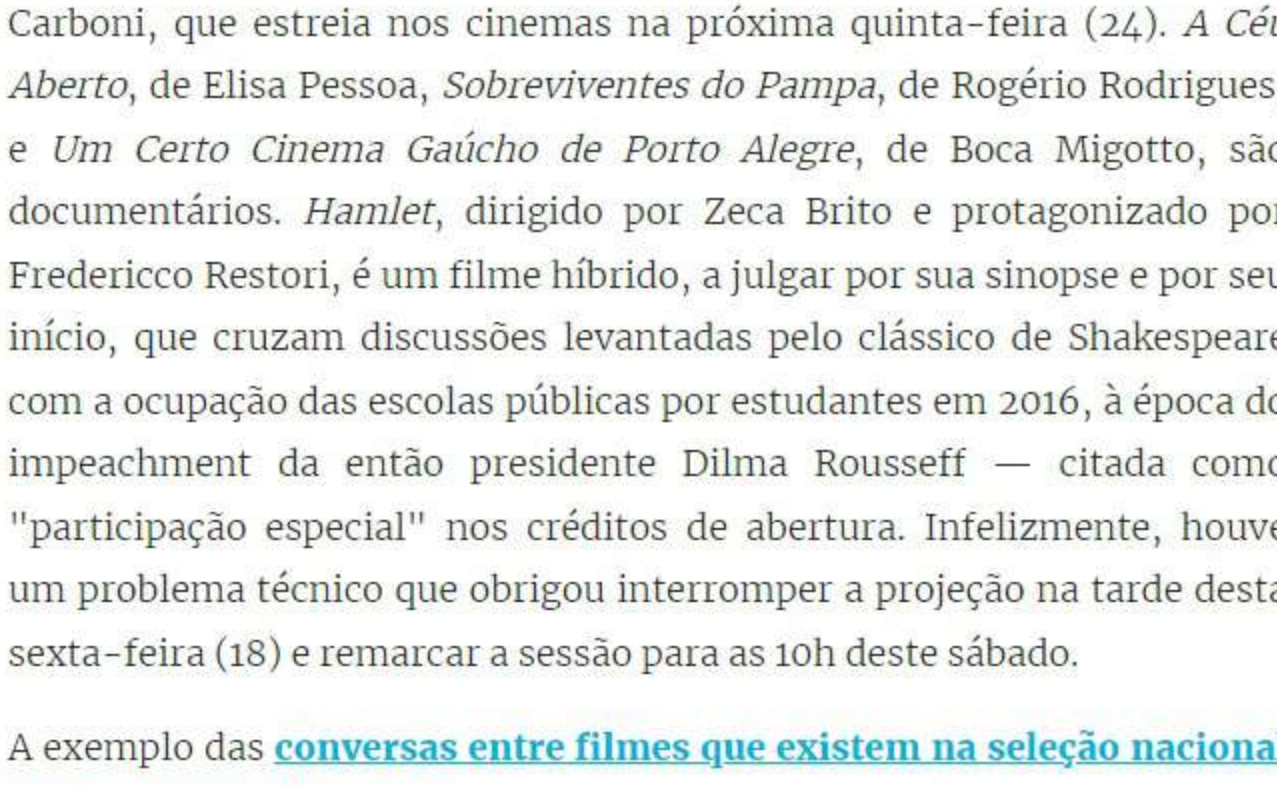 Carboni, que estreia nos cinemas na próxima quinta-feira (24). A Céu
Aberto, de Elisa Pessoa, Sobreviventes do Pampa, de Rogério Rodrigues,
e Um Certo Cinema Gaúcho de Porto Alegre, de Boca Migotto, são
documentários. Hamlet, dirigido por Zeca Brito e protagonizado por
Fredericco Restori, é um filme híbrido, a julgar por sua sinopse e por seu
início, que cruzam discussões levantadas pelo clássico de Shakespeare
com a ocupação das escolas públicas por estudantes em 2016, à época do
impeachment da então presidente Dilma Rousseff — citada como
"participação especial" nos créditos de abertura. Infelizmente, houve
um problema técnico que obrigou interromper a projeção na tarde desta
sexta-feira (18) e remarcar a sessão para as 10h deste sábado.
A exemplo das conversas entre filmes que existem na seleção nacional